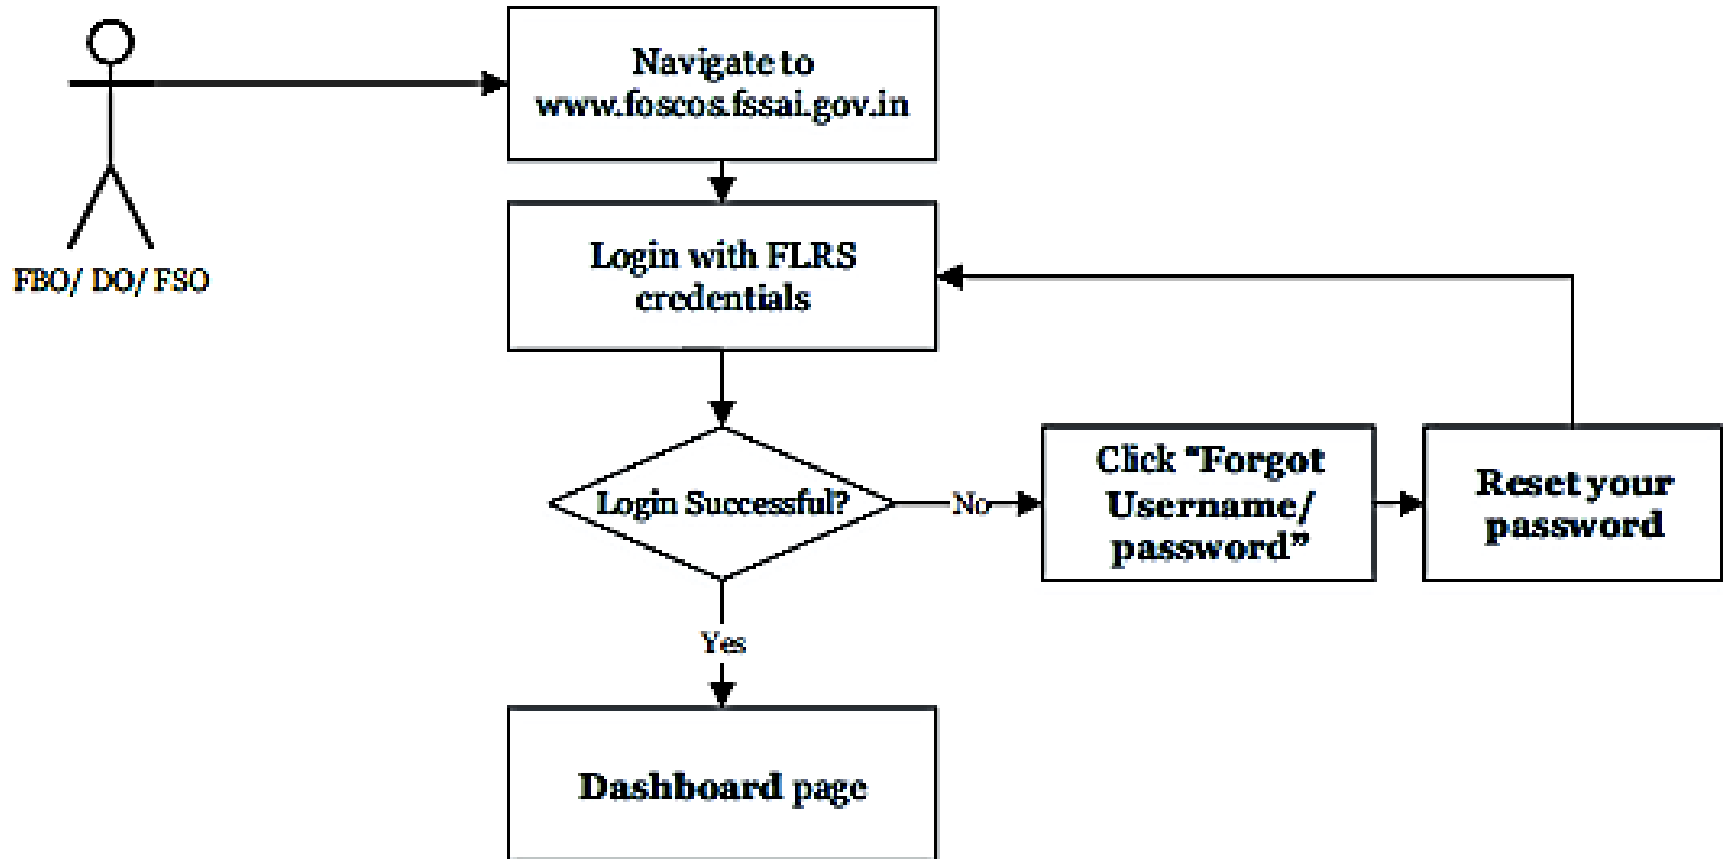 Navigate to
www.foscos.fssai.gov.in
FBO/ DO/ FSO
Login with FLRS
credentials
Login Successful?
No
Click “Forgot
Username/
password”
Reset your
password
Yes
Dashboard page